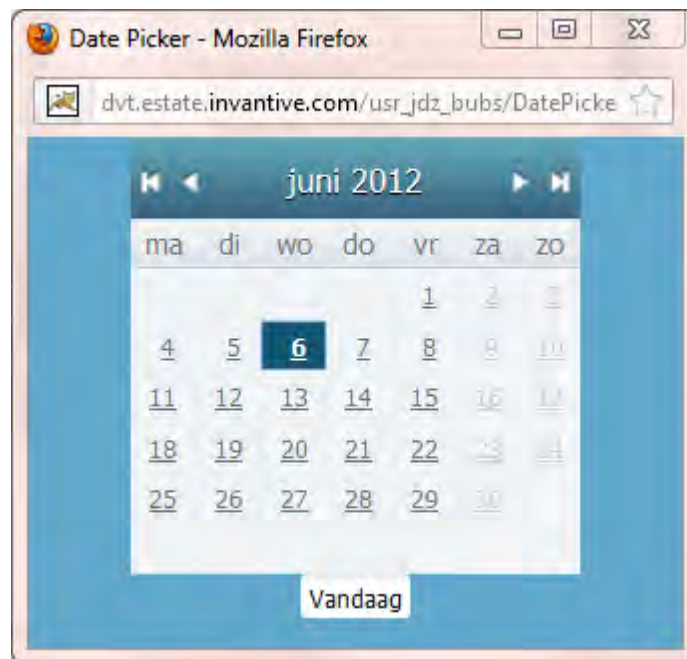 Date Picker - Mozilla Firefox
dvt.estate.invantive.com/usr_jdz_bubs/DatePicke
juni 2012
ma di wo do vr za zo
1 2 3
4 5 6 7 8 9 10
11 12 13 14 15 16 17
18 19 20 21 22 23 24
25 26 27 28 29 30
Vandaag